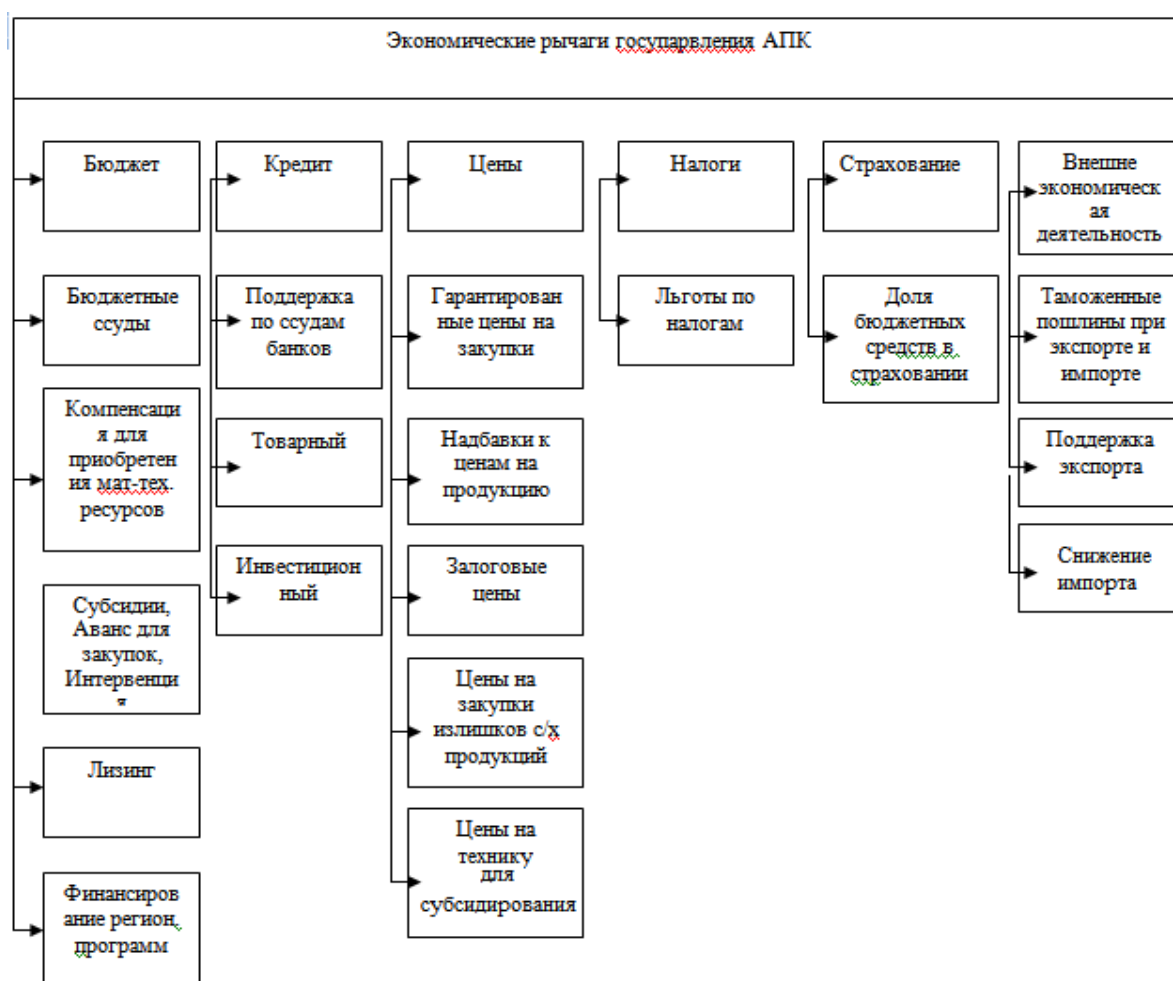 Экономические рычаги госупарвления АПК
Бюджет
Бюджетные
ссуды
Компенсаци
я для
приобретен
ия мат-тех.
ресурсов
Субсидии,
Аванс для
закупок,
Интервенци
я
Лизинг
Финансиров
ание регион.
программ
Кредит
Поддержка
по ссудам
банков
Товарный
Инвестицион
ный
Цены
Гарантирован
ные цены на
закупки
Надбавки к
ценам на
продукцию
Залоговые
цены
Цены на
закупки
излишков с/х
продукций
Цены на
технику
для
субсидирования
Налоги
Льготы по
налогам
Страхование
Доля
бюджетных
средств в
страховании
Внешне
экономическ
ая
деятельность
Таможенные
пошлины при
экспорте и
импорте
Поддержка
экспорта
Снижение
импорта